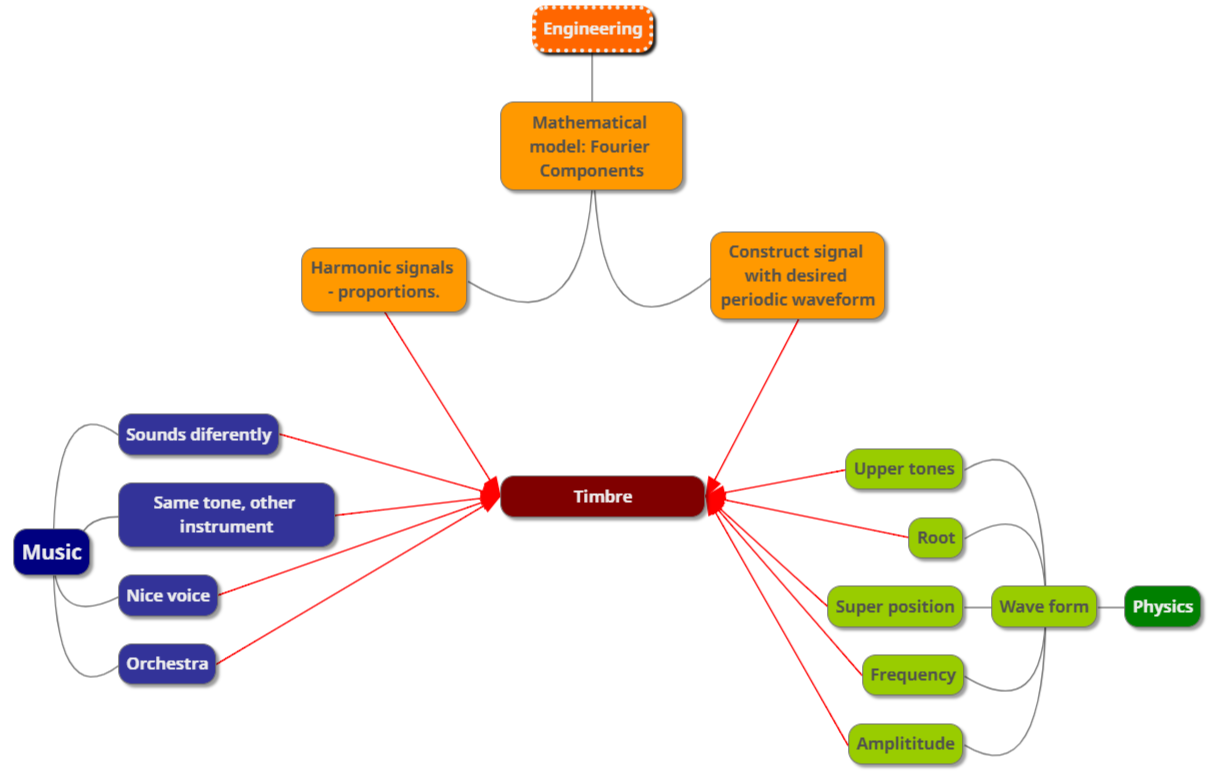 Engineering
Mathematical
model: Fourier
Components
Harmonic signals
- proportions.
Construct signal
with desired
periodic waveform
Sounds diferently
Same tone, other
instrument
Music
Nice voice
Orchestra
Timbre
Upper tones
Root
Super position
Wave form
Physics
Frequency
Amplititude